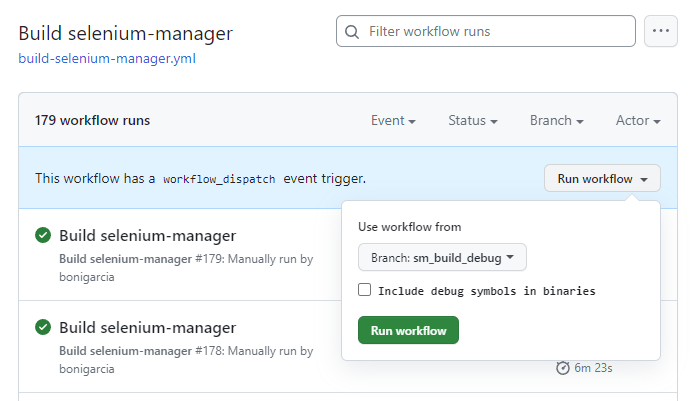 Build selenium-manager
Filter workflow runs
build-selenium-manager.yml
179 workflow runs
Event
Status
Branch
Actor
This workflow has a workflow_dispatch event trigger.
Run workflow
Use workflow from
Branch: sm_build_debug
Include debug symbols in binaries
Run workflow
Build selenium-manager
Build selenium-manager #179: Manually run by
bonigarcia
Build selenium-manager
Build selenium-manager #178: Manually run by
bonigarcia
6m 23s